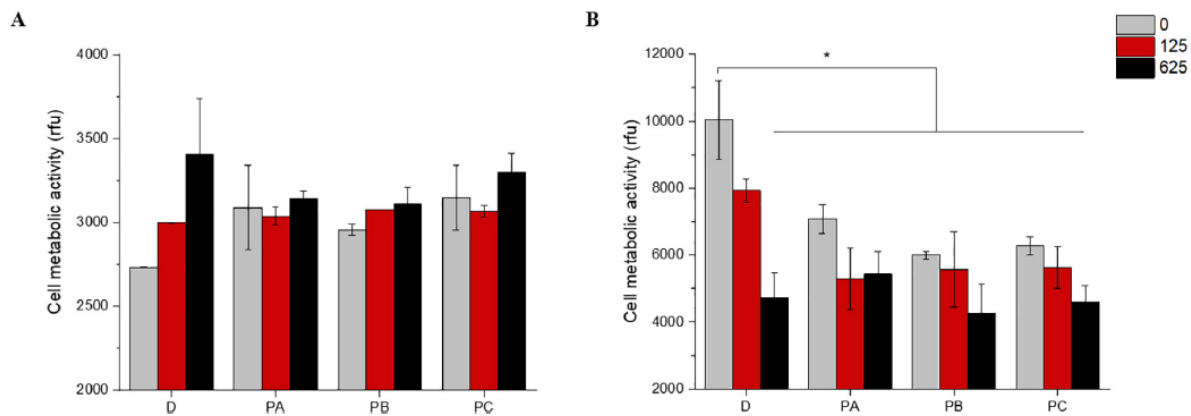 A
Cell metabolic activity (rfu)
4000
3500
3000
2500
2000
D PA PB PC
B
Cell metabolic activity (rfu)
12000
10000
8000
6000
4000
2000
*
D PA PB PC
0
125
625